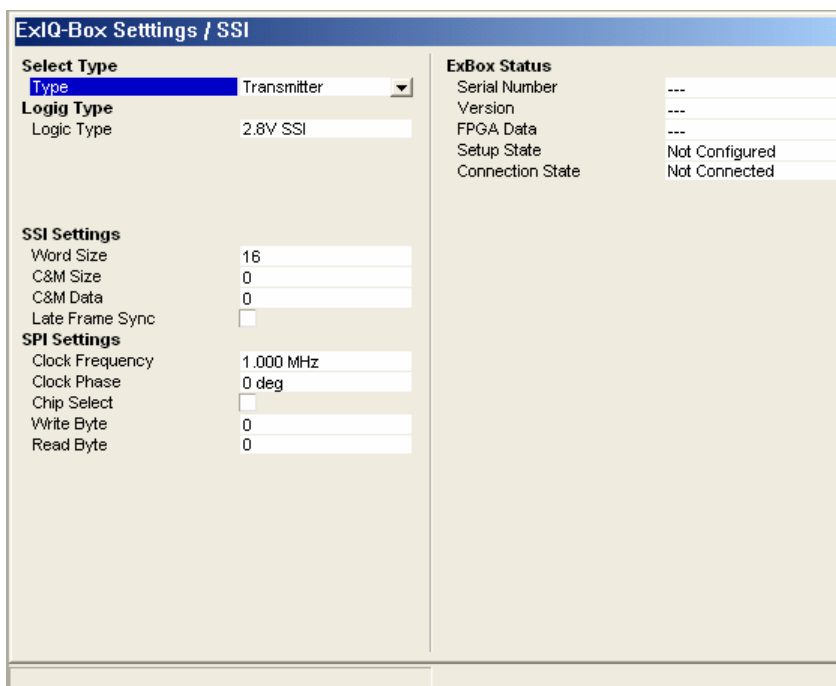 ExIQ-Box Setttings / SSI
Select Type
Type Transmitter
Logig Type
Logic Type 2.8V SSI
SSI Settings
Word Size 16
C&M Size 0
C&M Data 0
Late Frame Sync
SPI Settings
Clock Frequency 1.000 MHz
Clock Phase 0 deg
Chip Select
Write Byte 0
Read Byte 0
ExBox Status
Serial Number ---
Version ---
FPGA Data ---
Setup State Not Configured
Connection State Not Connected